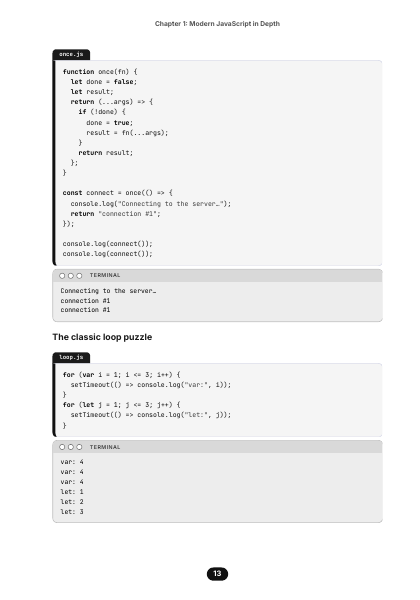 Chapter 1: Modern JavaScript in Depth
once.js
function once(fn) {
  let done = false;
  let result;
  return (...args) => {
    if (!done) {
      done = true;
      result = fn(...args);
    }
    return result;
  };
}
const connect = once(() => {
  console.log("Connecting to the server…");
  return "connection #1";
});
console.log(connect());
console.log(connect());
TERMINAL
Connecting to the server…
connection #1
connection #1
The classic loop puzzle
loop.js
for (var i = 1; i <= 3; i++) {
  setTimeout(() => console.log("var:", i));
}
for (let j = 1; j <= 3; j++) {
  setTimeout(() => console.log("let:", j));
}
TERMINAL
var: 4
var: 4
var: 4
let: 1
let: 2
let: 3
13